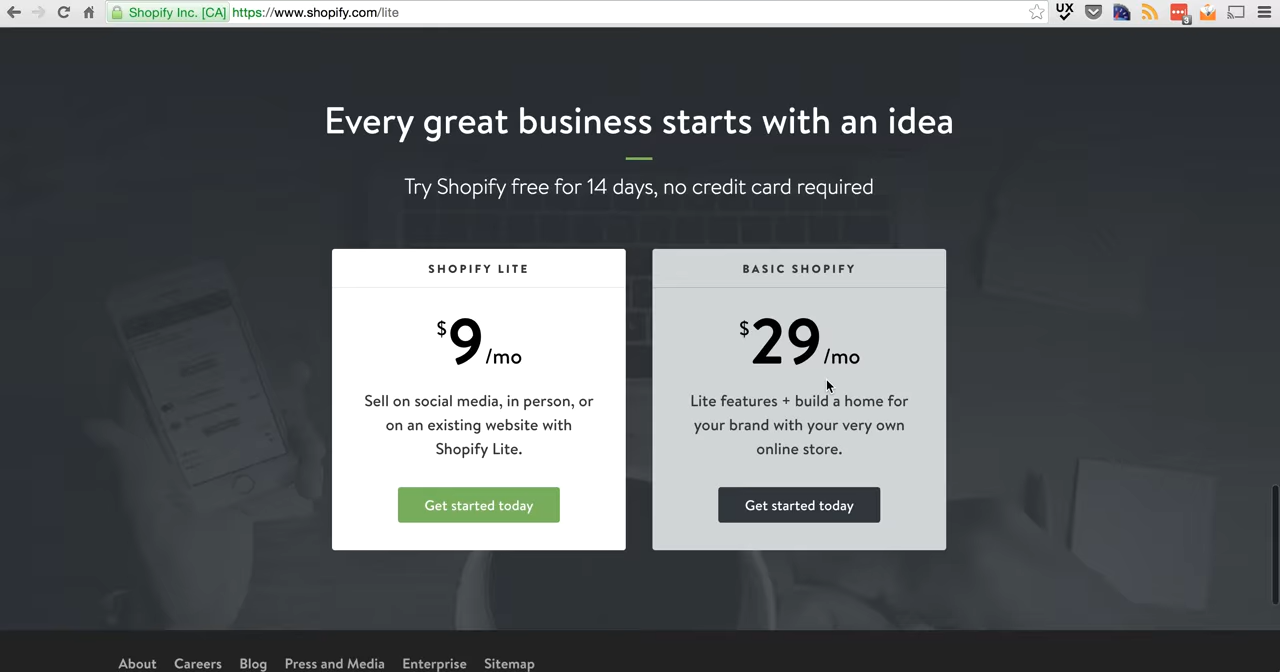 Shopify Inc. [CA] https://www.shopify.com/lite
UX
3
Every great business starts with an idea
Try Shopify free for 14 days, no credit card required
SHOPIFY LITE
$9/mo
Sell on social media, in person, or
on an existing website with
Shopify Lite.
Get started today
BASIC SHOPIFY
$29/mo
Lite features + build a home for
your brand with your very own
online store.
Get started today
About Careers Blog Press and Media Enterprise Sitemap